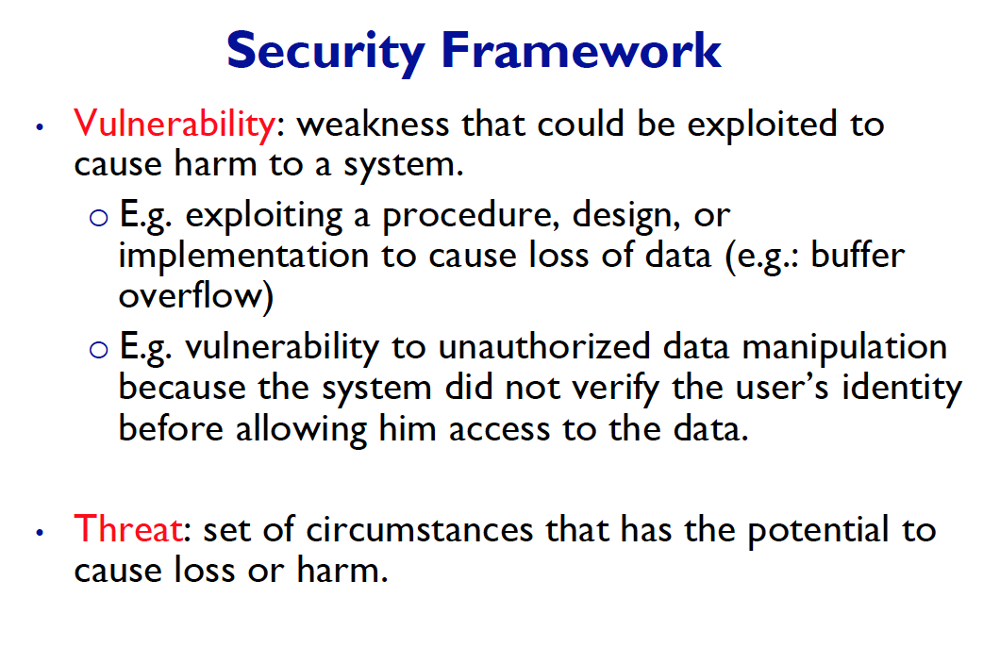 Security Framework
• Vulnerability: weakness that could be exploited to
cause harm to a system.
o E.g. exploiting a procedure, design, or
implementation to cause loss of data (e.g.: buffer
overflow)
o E.g. vulnerability to unauthorized data manipulation
because the system did not verify the user’s identity
before allowing him access to the data.
• Threat: set of circumstances that has the potential to
cause loss or harm.